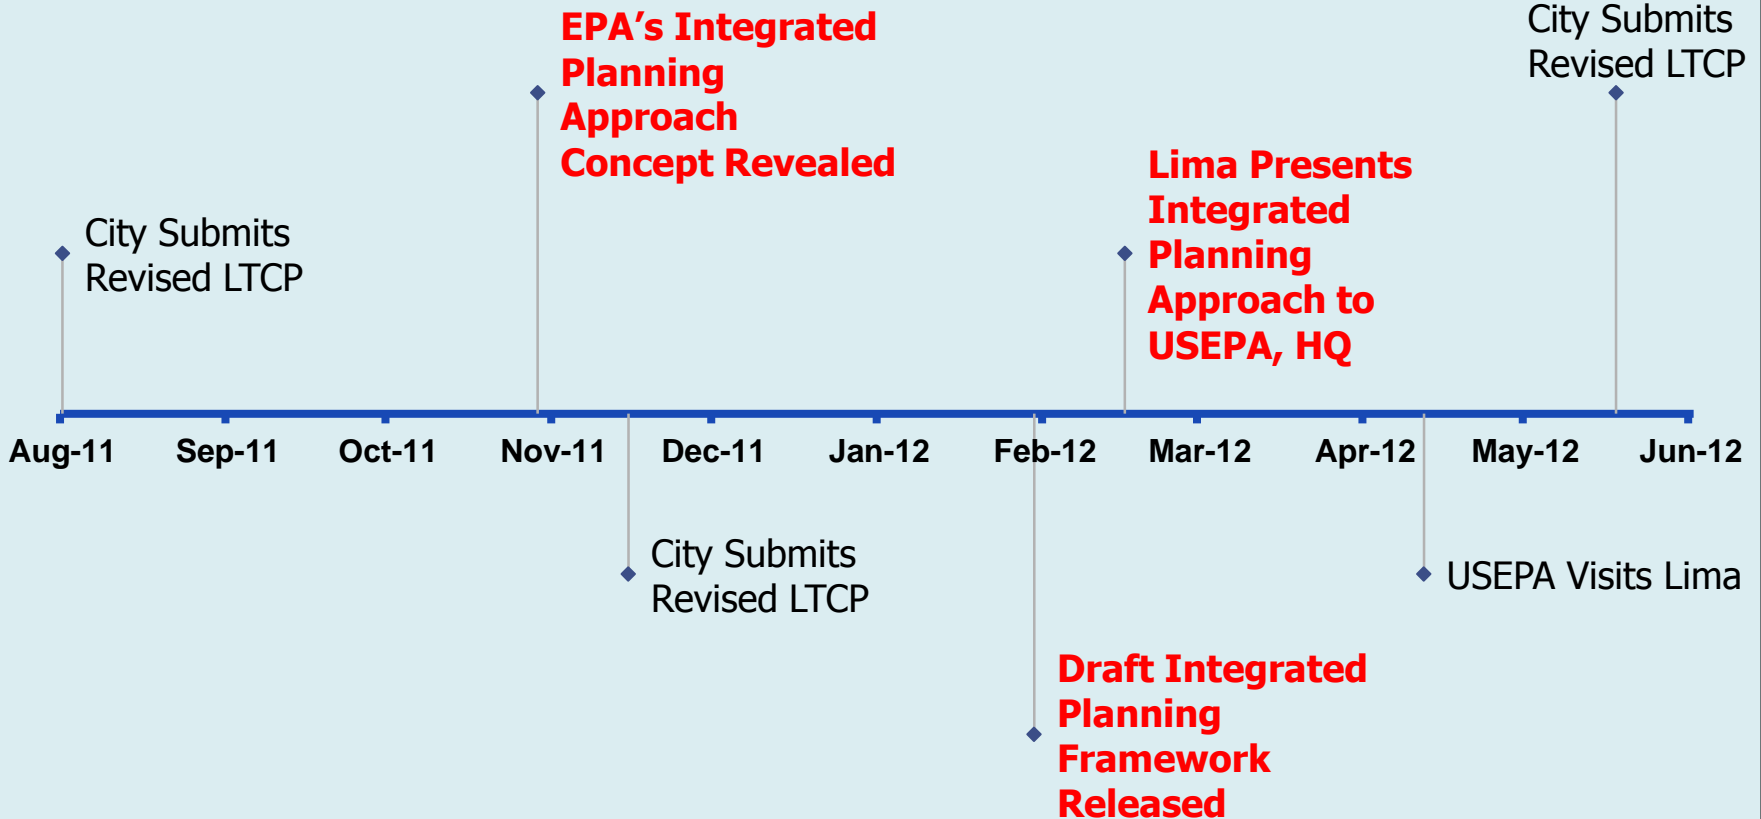 EPA’s Integrated
Planning
Approach
Concept Revealed
City Submits
Revised LTCP
Lima Presents
Integrated
Planning
Approach to
USEPA, HQ
City Submits
Revised LTCP
Aug-11 Sep-11 Oct-11 Nov-11 Dec-11 Jan-12 Feb-12 Mar-12 Apr-12 May-12 Jun-12
City Submits
Revised LTCP
USEPA Visits Lima
Draft Integrated
Planning
Framework
Released